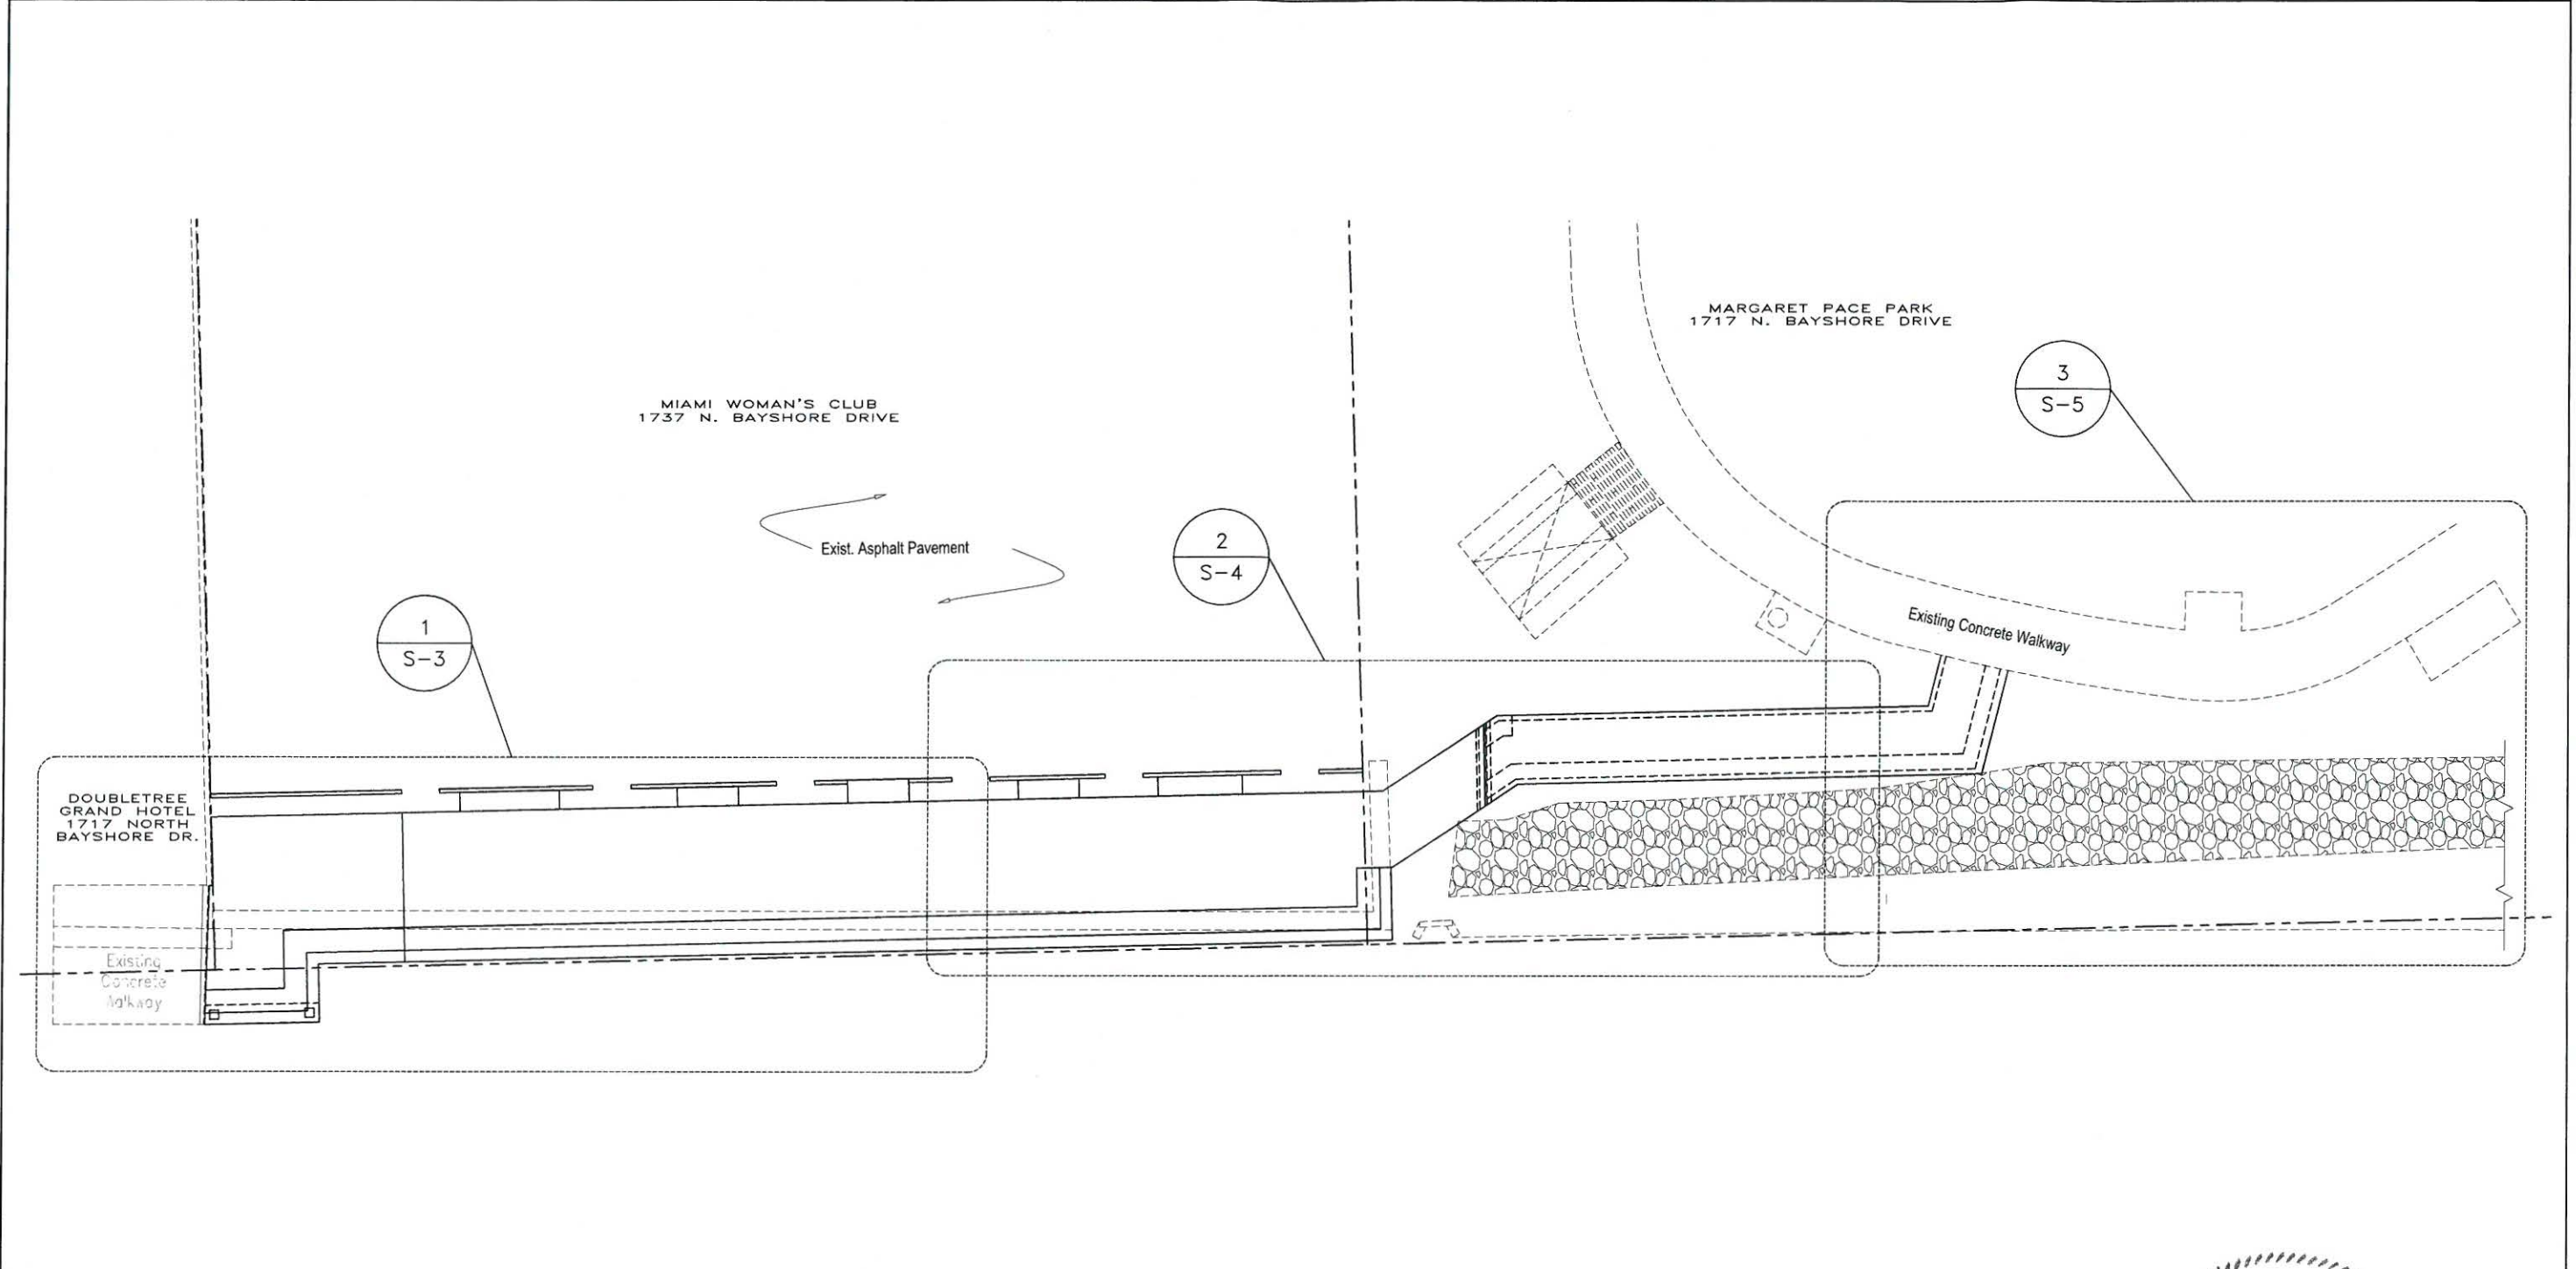 MARGARET PACE PARK
1717 N. BAYSHORE DRIVE
3
S-5
MIAMI WOMAN'S CLUB
1737 N. BAYSHORE DRIVE
Exist. Asphalt Pavement
2
S-4
1
S-3
Existing Concrete Walkway
DOUBLETREE
GRAND HOTEL
1717 NORTH
BAYSHORE DR.
Existing
Concrete
Walkway